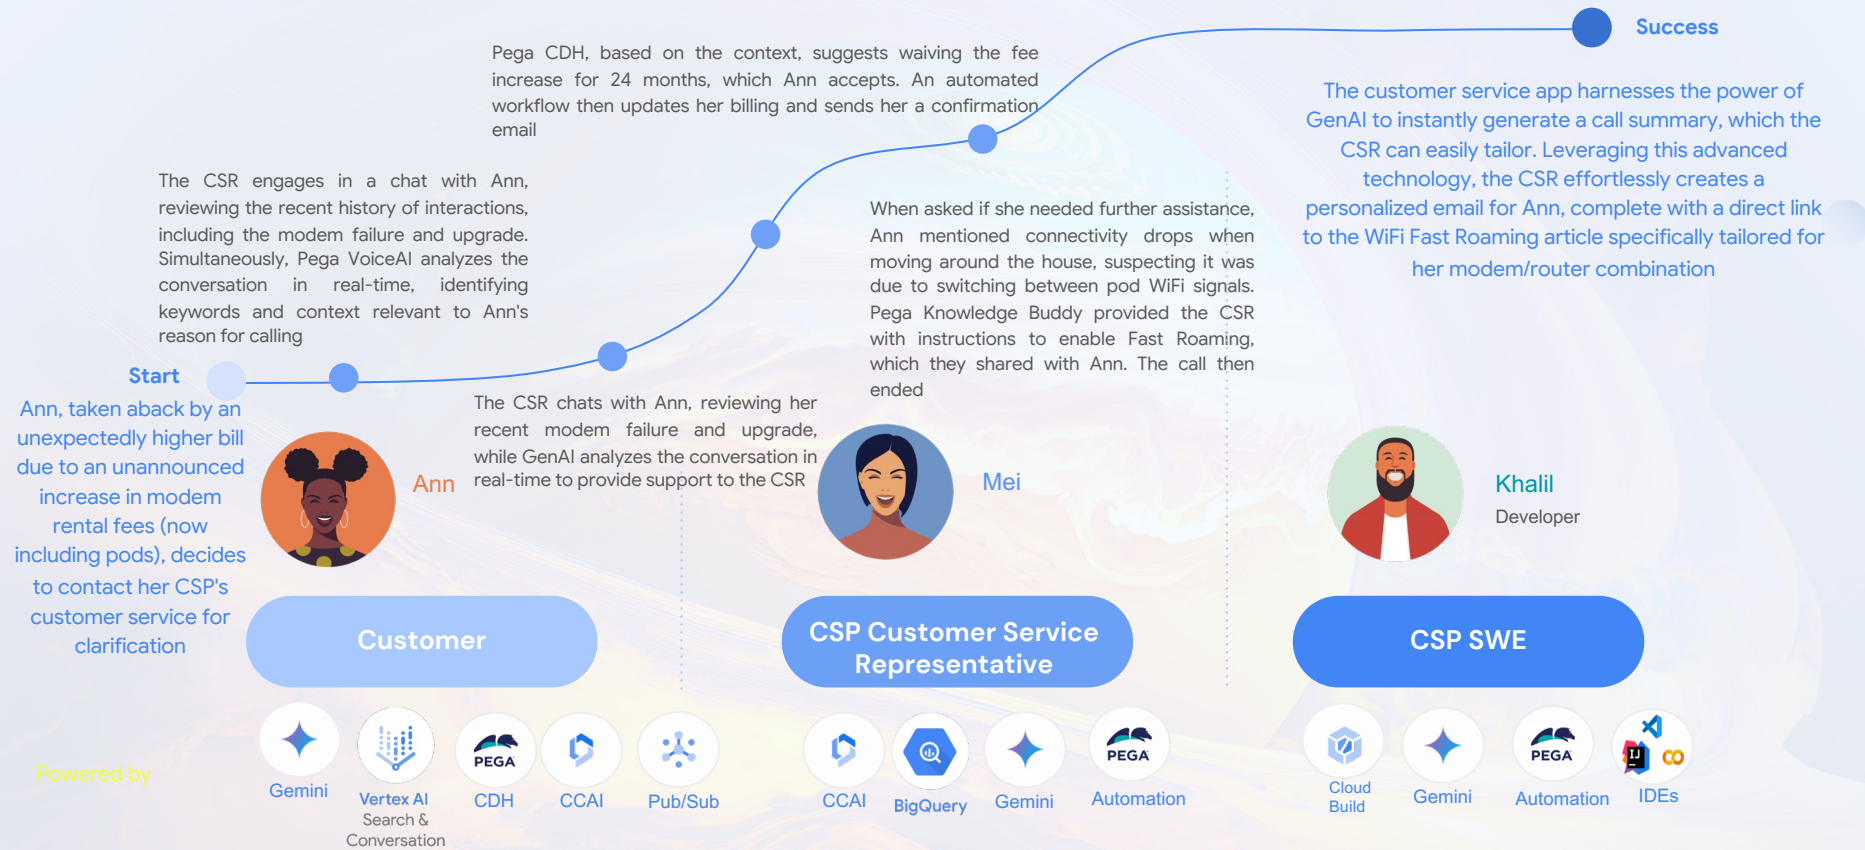 Success
Pega CDH, based on the context, suggests waiving the fee
increase for 24 months, which Ann accepts. An automated
workflow then updates her billing and sends her a confirmation
email
The customer service app harnesses the power of
GenAI to instantly generate a call summary, which the
CSR can easily tailor. Leveraging this advanced
technology, the CSR effortlessly creates a
personalized email for Ann, complete with a direct link
to the WiFi Fast Roaming article specifically tailored for
her modem/router combination
The CSR engages in a chat with Ann,
reviewing the recent history of interactions,
including the modem failure and upgrade.
Simultaneously, Pega VoiceAI analyzes the
conversation in real-time, identifying
keywords and context relevant to Ann's
reason for calling
When asked if she needed further assistance,
Ann mentioned connectivity drops when
moving around the house, suspecting it was
due to switching between pod WiFi signals.
Pega Knowledge Buddy provided the CSR
with instructions to enable Fast Roaming,
which they shared with Ann. The call then
ended
Start
Ann, taken aback by an
unexpectedly higher bill
due to an unannounced
increase in modem
rental fees (now
including pods), decides
to contact her CSP's
customer service for
clarification
The CSR chats with Ann, reviewing her
recent modem failure and upgrade,
while GenAI analyzes the conversation in
real-time to provide support to the CSR
Ann
Mei
Khalil
Developer
Customer
CSP Customer Service
Representative
CSP SWE
Powered by
Gemini
Vertex AI
Search &
Conversation
PEGA
CDH
CCAI
Pub/Sub
CCAI
BigQuery
Gemini
PEGA
Automation
Cloud
Build
Gemini
PEGA
Automation
IJ
IDEs